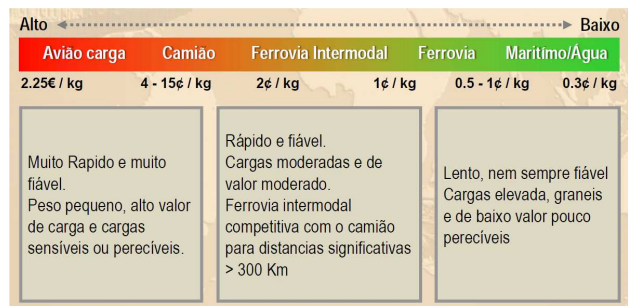 Alto Baixo
Avião carga Camião Ferrovia Intermodal Ferrovia Marítimo/Água
2.25€ / kg 4 - 15¢ / kg 2¢ / kg 1¢ / kg 0.5 - 1¢ / kg 0.3¢ / kg
Muito Rapido e muito
fiável.
Peso pequeno, alto valor
de carga e cargas
sensíveis ou perecíveis.
Rápido e fiável.
Cargas moderadas e de
valor moderado.
Ferrovia intermodal
competitiva com o camião
para distancias significativas
> 300 Km
Lento, nem sempre fiável
Cargas elevada, graneis
e de baixo valor pouco
perecíveis